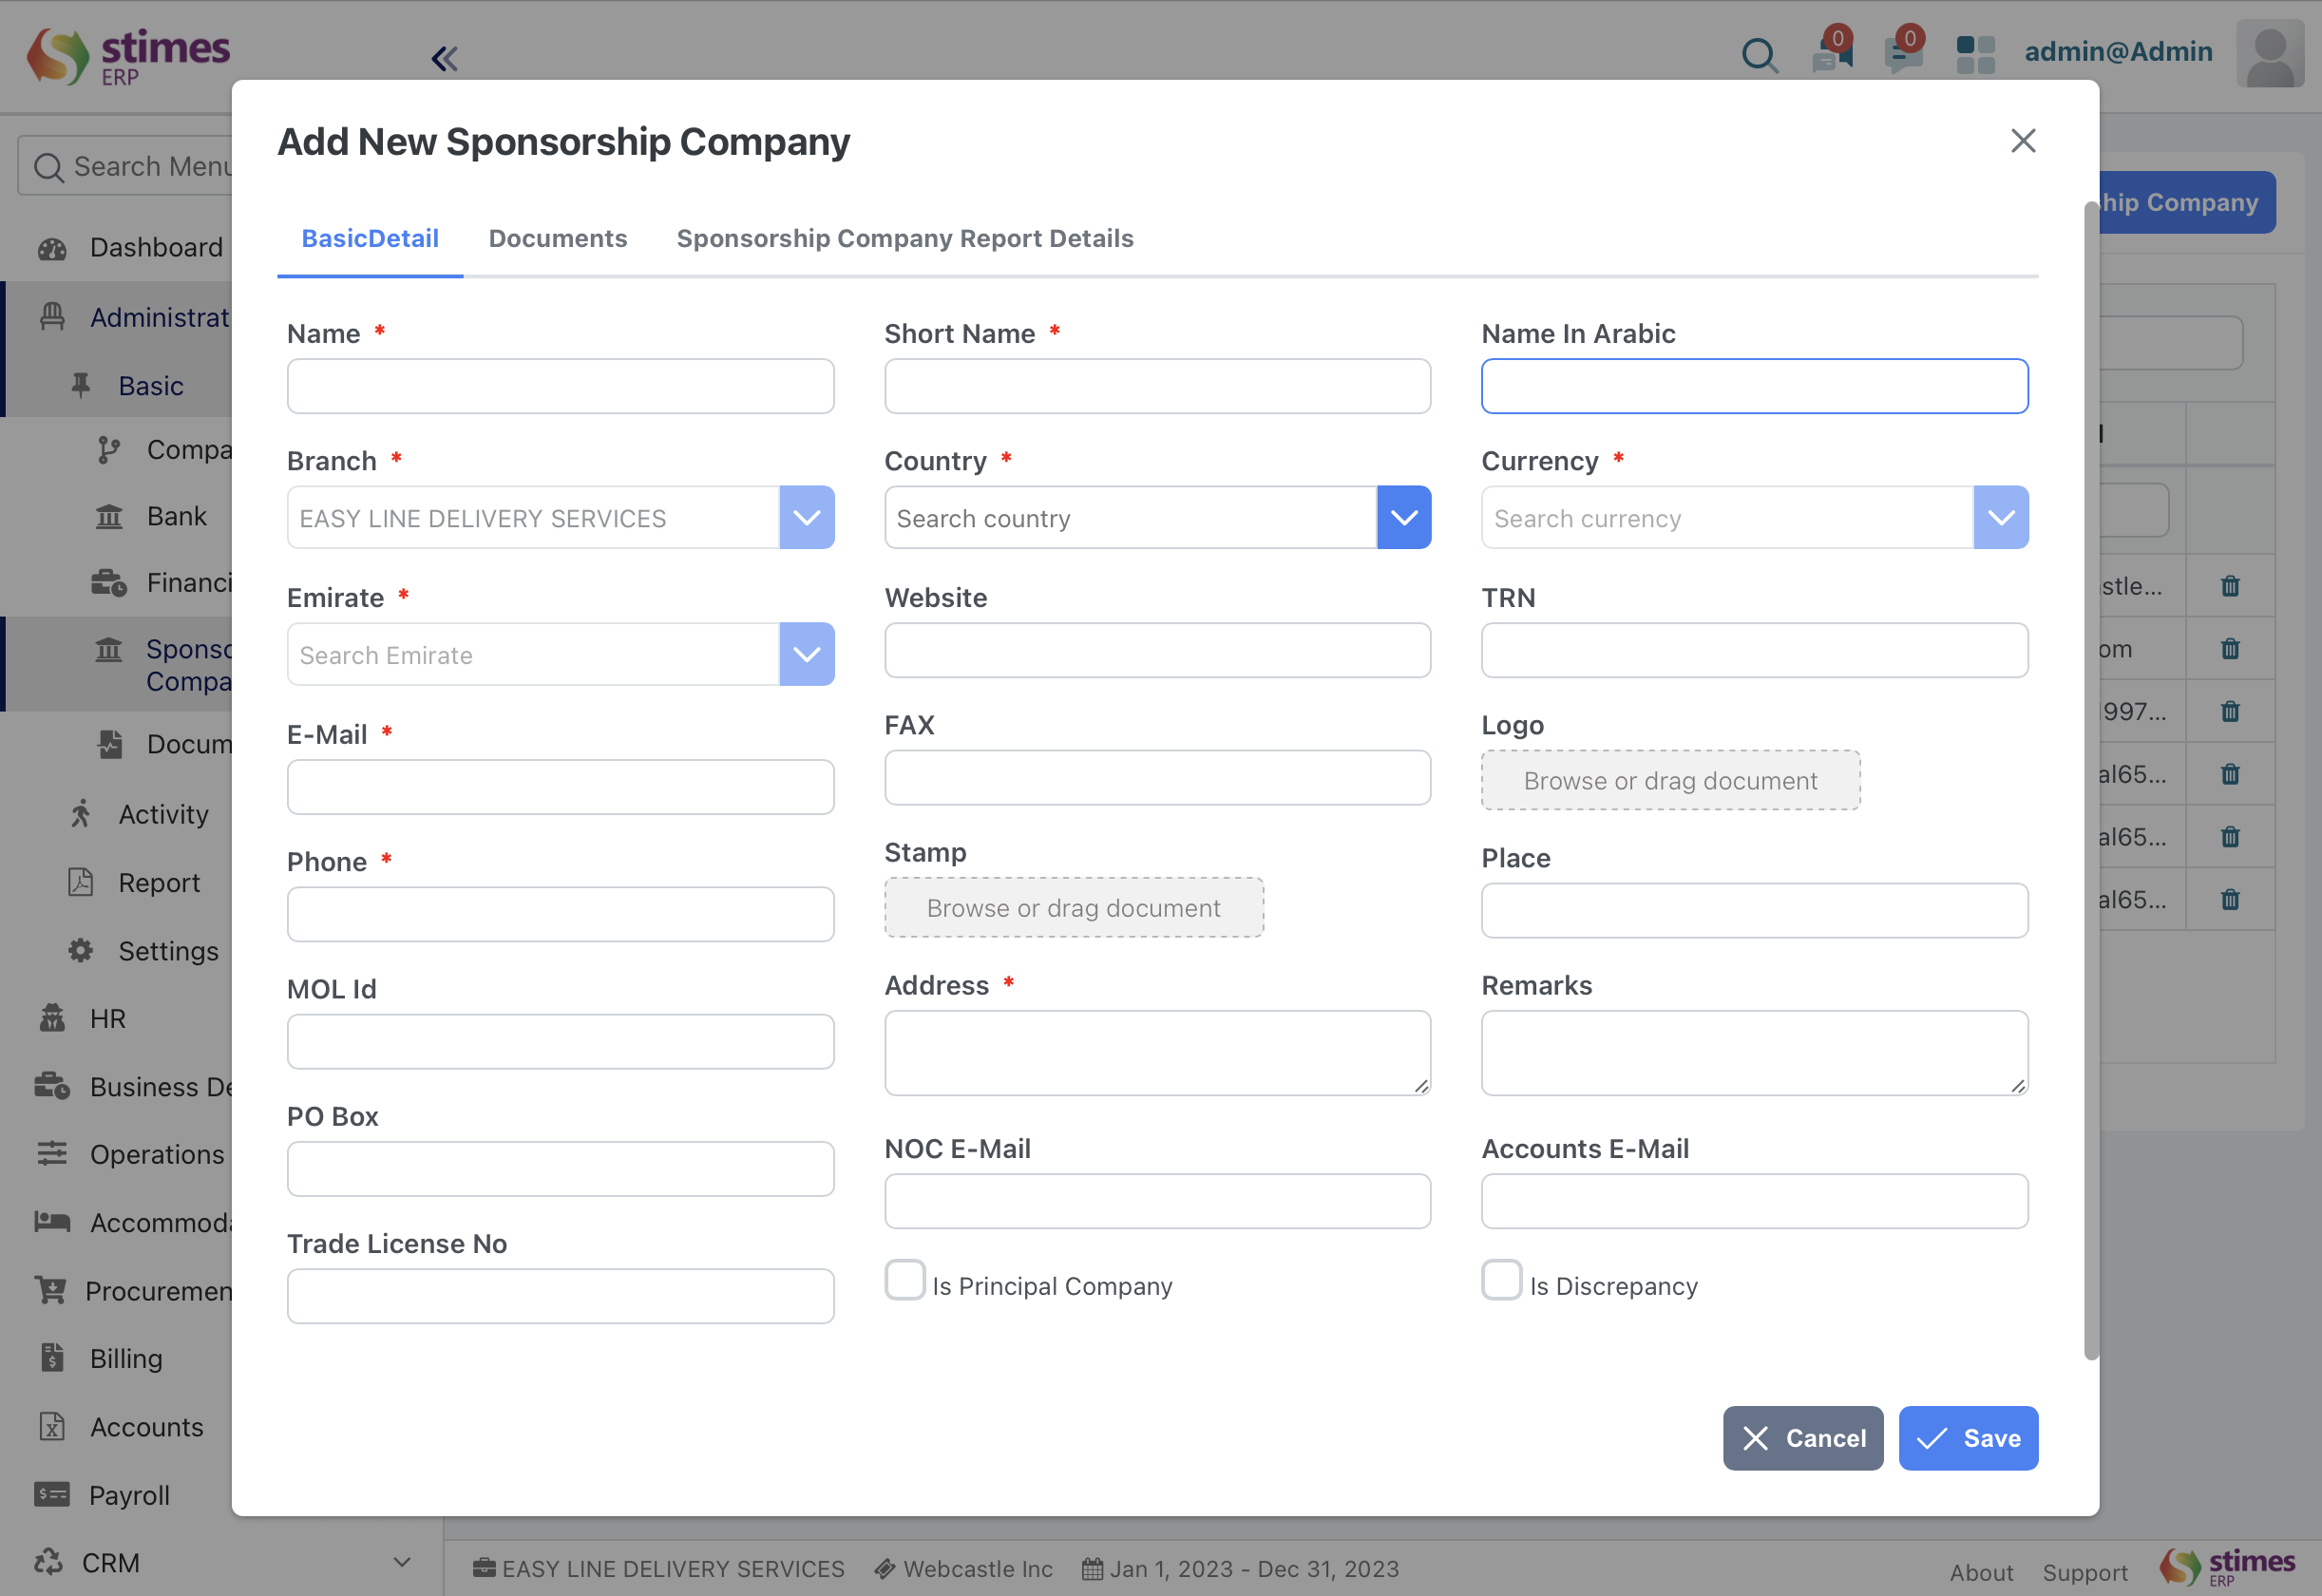 stimes
ERP
0
0
admin@Admin
Search Menu
Add New Sponsorship Company
ship Company
Dashboard
Administrat
Basic
Compa
Bank
Financi
Sponso
Compa
Docum
Activity
Report
Settings
HR
Business De
Operations
Accommoda
Procuremen
Billing
Accounts
Payroll
CRM
BasicDetail
Documents
Sponsorship Company Report Details
Name *
Short Name *
Name In Arabic
Branch *
Country *
Currency *
EASY LINE DELIVERY SERVICES
Search country
Search currency
Emirate *
Website
TRN
Search Emirate
E-Mail *
FAX
Logo
Browse or drag document
Phone *
Stamp
Place
Browse or drag document
MOL Id
Address *
Remarks
PO Box
NOC E-Mail
Accounts E-Mail
Trade License No
Is Principal Company
Is Discrepancy
Cancel
Save
stle...
om
997...
al65...
al65...
al65...
EASY LINE DELIVERY SERVICES
Webcastle Inc
Jan 1, 2023 - Dec 31, 2023
About
Support
stimes
ERP